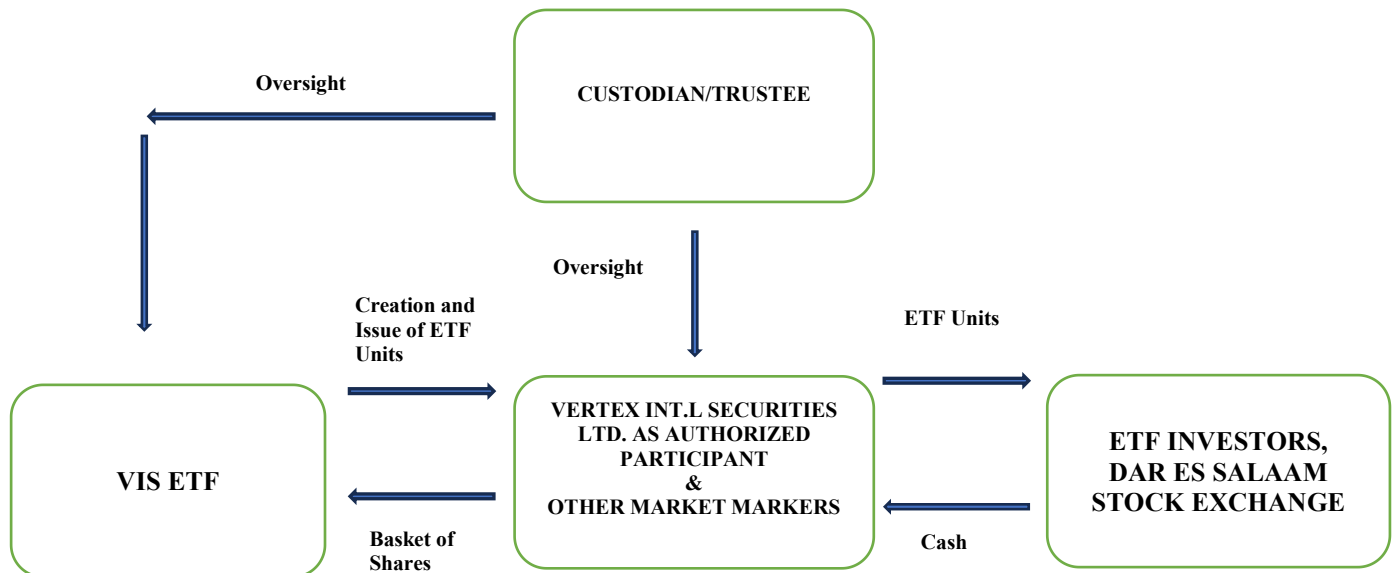 Oversight
CUSTODIAN/TRUSTEE
Oversight
Creation and
Issue of ETF
Units
ETF Units
VIS ETF
VERTEX INT.L SECURITIES
LTD. AS AUTHORIZED
PARTICIPANT
&
OTHER MARKET MARKERS
ETF INVESTORS,
DAR ES SALAAM
STOCK EXCHANGE
Basket of
Shares
Cash